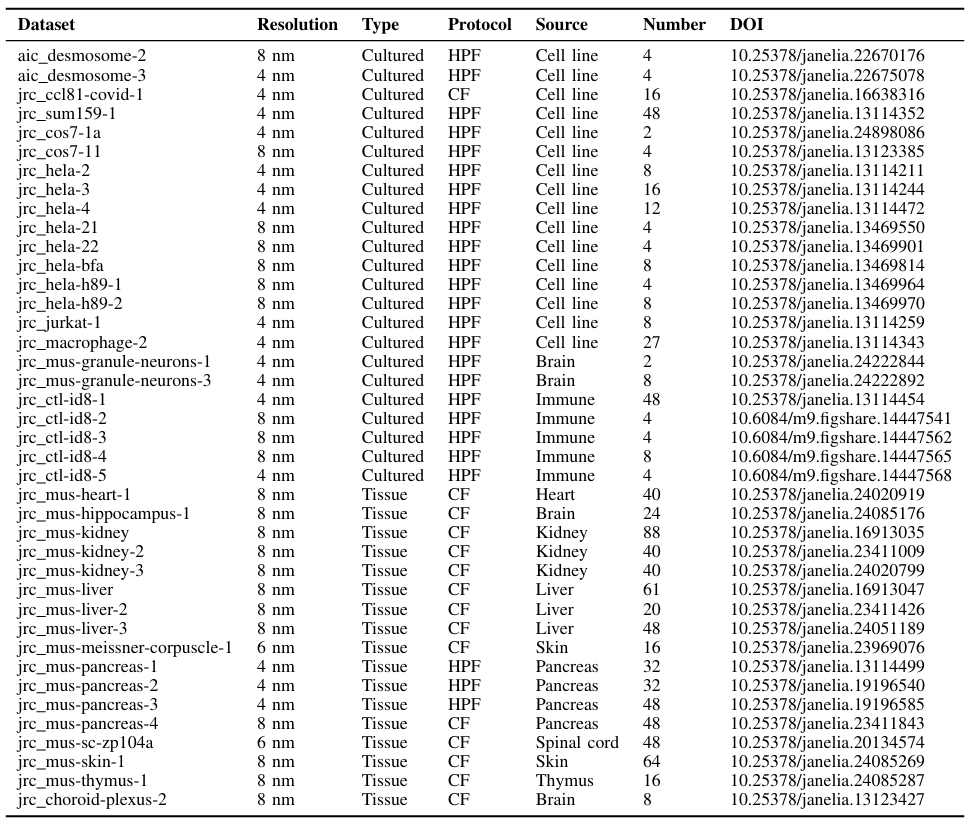 Dataset Resolution Type Protocol Source Number DOI
aic_desmosome-2 8 nm Cultured HPF Cell line 4 10.25378/janelia.22670176
aic_desmosome-3 4 nm Cultured HPF Cell line 4 10.25378/janelia.22675078
jrc_ccl81-covid-1 4 nm Cultured CF Cell line 16 10.25378/janelia.16638316
jrc_sum159-1 4 nm Cultured HPF Cell line 48 10.25378/janelia.13114352
jrc_cos7-1a 4 nm Cultured HPF Cell line 2 10.25378/janelia.24898086
jrc_cos7-11 8 nm Cultured HPF Cell line 4 10.25378/janelia.13123385
jrc_hela-2 4 nm Cultured HPF Cell line 8 10.25378/janelia.13114211
jrc_hela-3 4 nm Cultured HPF Cell line 16 10.25378/janelia.13114244
jrc_hela-4 4 nm Cultured HPF Cell line 12 10.25378/janelia.13114472
jrc_hela-21 8 nm Cultured HPF Cell line 4 10.25378/janelia.13469550
jrc_hela-22 8 nm Cultured HPF Cell line 4 10.25378/janelia.13469901
jrc_hela-bfa 8 nm Cultured HPF Cell line 8 10.25378/janelia.13469814
jrc_hela-h89-1 8 nm Cultured HPF Cell line 4 10.25378/janelia.13469964
jrc_hela-h89-2 8 nm Cultured HPF Cell line 8 10.25378/janelia.13469970
jrc_jurkat-1 4 nm Cultured HPF Cell line 8 10.25378/janelia.13114259
jrc_macrophage-2 4 nm Cultured HPF Cell line 27 10.25378/janelia.13114343
jrc_mus-granule-neurons-1 4 nm Cultured HPF Brain 2 10.25378/janelia.24222844
jrc_mus-granule-neurons-3 4 nm Cultured HPF Brain 8 10.25378/janelia.24222892
jrc_ctl-id8-1 4 nm Cultured HPF Immune 48 10.25378/janelia.13114454
jrc_ctl-id8-2 8 nm Cultured HPF Immune 4 10.6084/m9.figshare.14447541
jrc_ctl-id8-3 8 nm Cultured HPF Immune 4 10.6084/m9.figshare.14447562
jrc_ctl-id8-4 8 nm Cultured HPF Immune 8 10.6084/m9.figshare.14447565
jrc_ctl-id8-5 4 nm Cultured HPF Immune 4 10.6084/m9.figshare.14447568
jrc_mus-heart-1 8 nm Tissue CF Heart 40 10.25378/janelia.24020919
jrc_mus-hippocampus-1 8 nm Tissue CF Brain 24 10.25378/janelia.24085176
jrc_mus-kidney 8 nm Tissue CF Kidney 88 10.25378/janelia.16913035
jrc_mus-kidney-2 8 nm Tissue CF Kidney 40 10.25378/janelia.23411009
jrc_mus-kidney-3 8 nm Tissue CF Kidney 40 10.25378/janelia.24020799
jrc_mus-liver 8 nm Tissue CF Liver 61 10.25378/janelia.16913047
jrc_mus-liver-2 8 nm Tissue CF Liver 20 10.25378/janelia.23411426
jrc_mus-liver-3 8 nm Tissue CF Liver 48 10.25378/janelia.24051189
jrc_mus-meissner-corpuscle-1 6 nm Tissue CF Skin 16 10.25378/janelia.23969076
jrc_mus-pancreas-1 4 nm Tissue HPF Pancreas 32 10.25378/janelia.13114499
jrc_mus-pancreas-2 4 nm Tissue HPF Pancreas 32 10.25378/janelia.19196540
jrc_mus-pancreas-3 4 nm Tissue HPF Pancreas 48 10.25378/janelia.19196585
jrc_mus-pancreas-4 8 nm Tissue CF Pancreas 48 10.25378/janelia.23411843
jrc_mus-sc-zp104a 6 nm Tissue CF Spinal cord 48 10.25378/janelia.20134574
jrc_mus-skin-1 8 nm Tissue CF Skin 64 10.25378/janelia.24085269
jrc_mus-thymus-1 8 nm Tissue CF Thymus 16 10.25378/janelia.24085287
jrc_choroid-plexus-2 8 nm Tissue CF Brain 8 10.25378/janelia.13123427